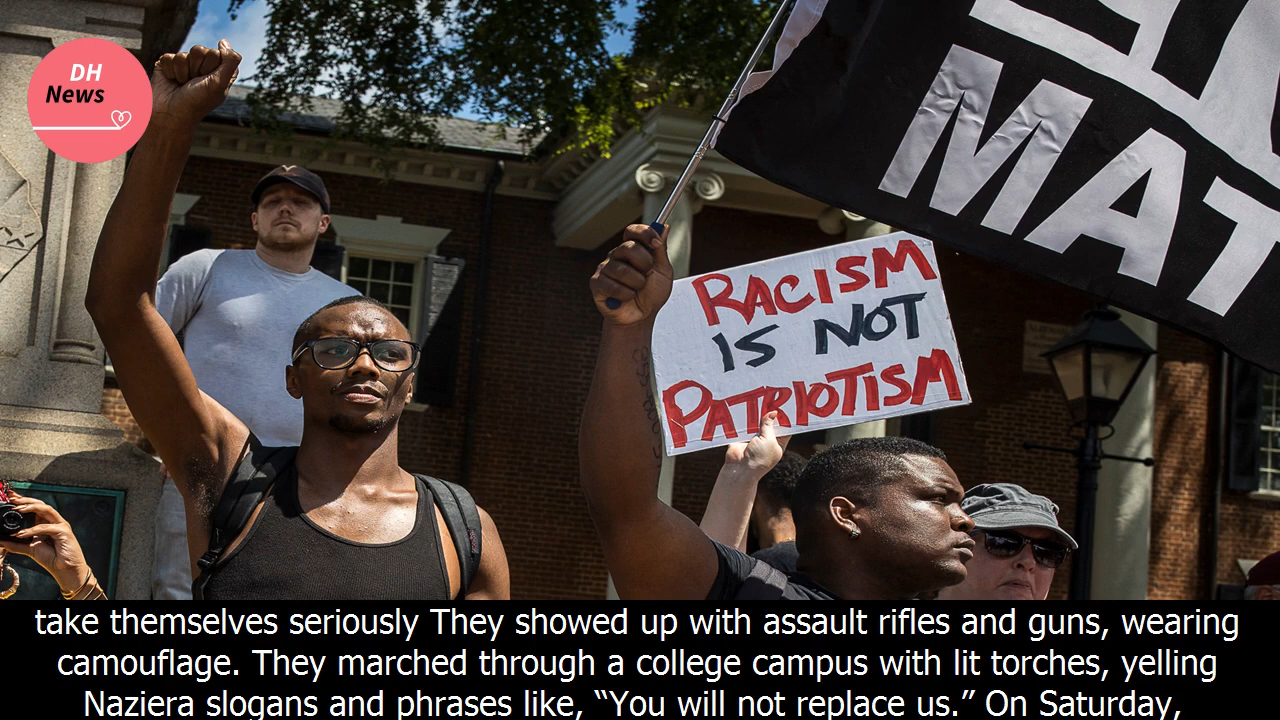 DH
News
MAT
RACISM
IS NOT
PATRIOTISM
take themselves seriously They showed up with assault rifles and guns, wearing
camouflage. They marched through a college campus with lit torches, yelling
Naziera slogans and phrases like, “You will not replace us.” On Saturday,